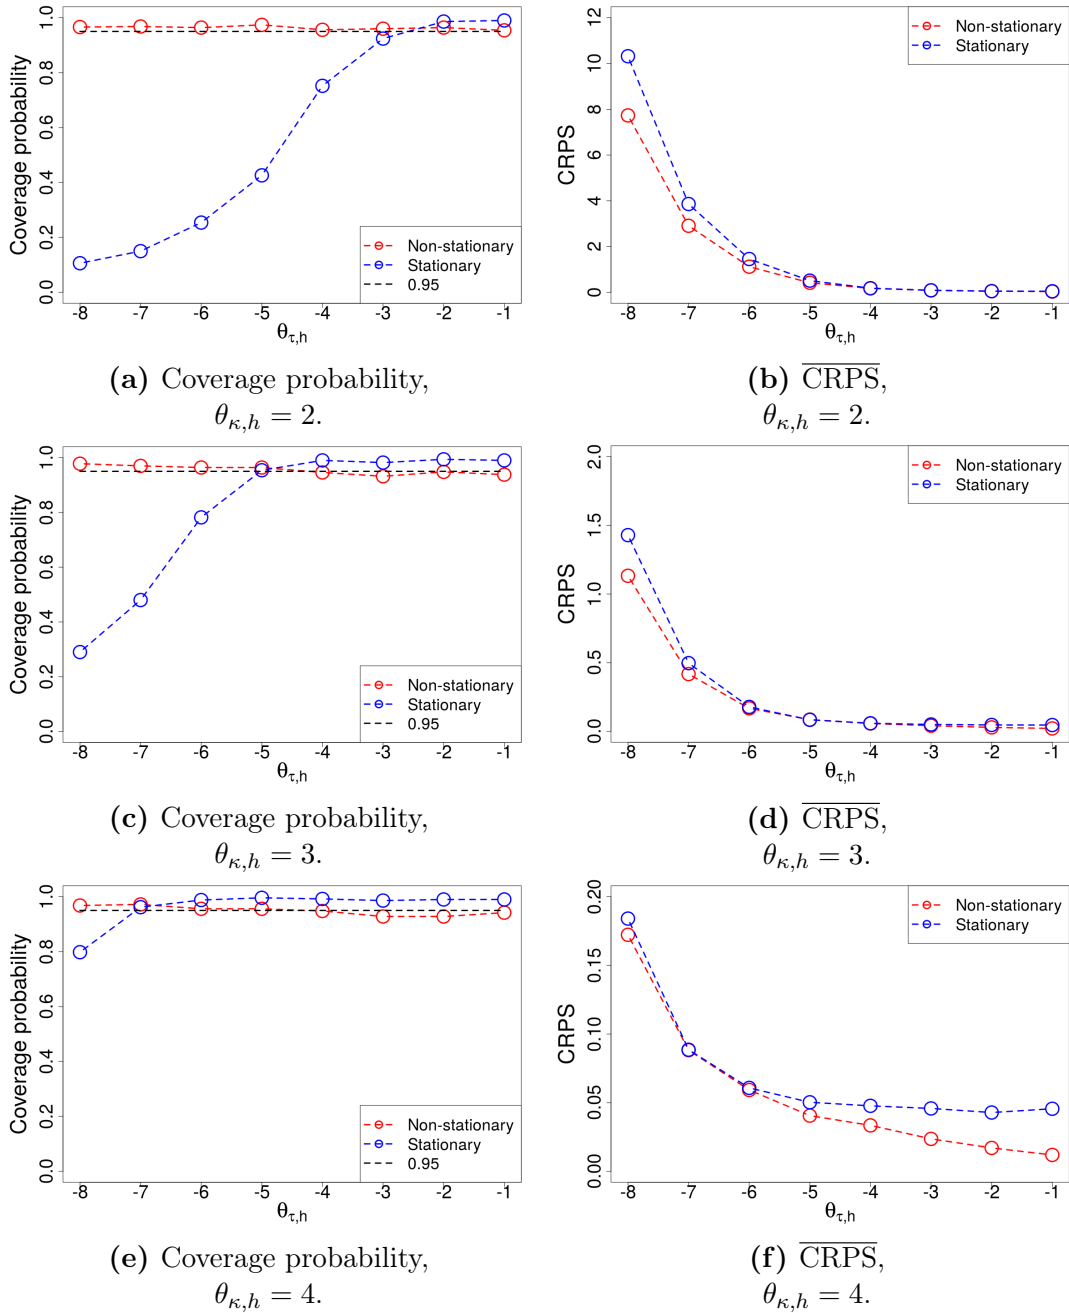 Coverage probability
1.0
0.8
0.6
0.4
0.2
0.0
Non-stationary
Stationary
0.95
-8 -7 -6 -5 -4 -3 -2 -1
θτ,h
CRPS
12
10
8
6
4
2
0
Non-stationary
Stationary
-8 -7 -6 -5 -4 -3 -2 -1
θτ,h
(a) Coverage probability,
θκ,h = 2.
(b) C̅R̅P̅S̅,
θκ,h = 2.
Coverage probability
1.0
0.8
0.6
0.4
0.2
0.0
Non-stationary
Stationary
0.95
-8 -7 -6 -5 -4 -3 -2 -1
θτ,h
CRPS
2.0
1.5
1.0
0.5
0.0
Non-stationary
Stationary
-8 -7 -6 -5 -4 -3 -2 -1
θτ,h
(c) Coverage probability,
θκ,h = 3.
(d) C̅R̅P̅S̅,
θκ,h = 3.
Coverage probability
1.0
0.8
0.6
0.4
0.2
0.0
Non-stationary
Stationary
0.95
-8 -7 -6 -5 -4 -3 -2 -1
θτ,h
CRPS
0.20
0.15
0.10
0.05
0.00
Non-stationary
Stationary
-8 -7 -6 -5 -4 -3 -2 -1
θτ,h
(e) Coverage probability,
θκ,h = 4.
(f) C̅R̅P̅S̅,
θκ,h = 4.